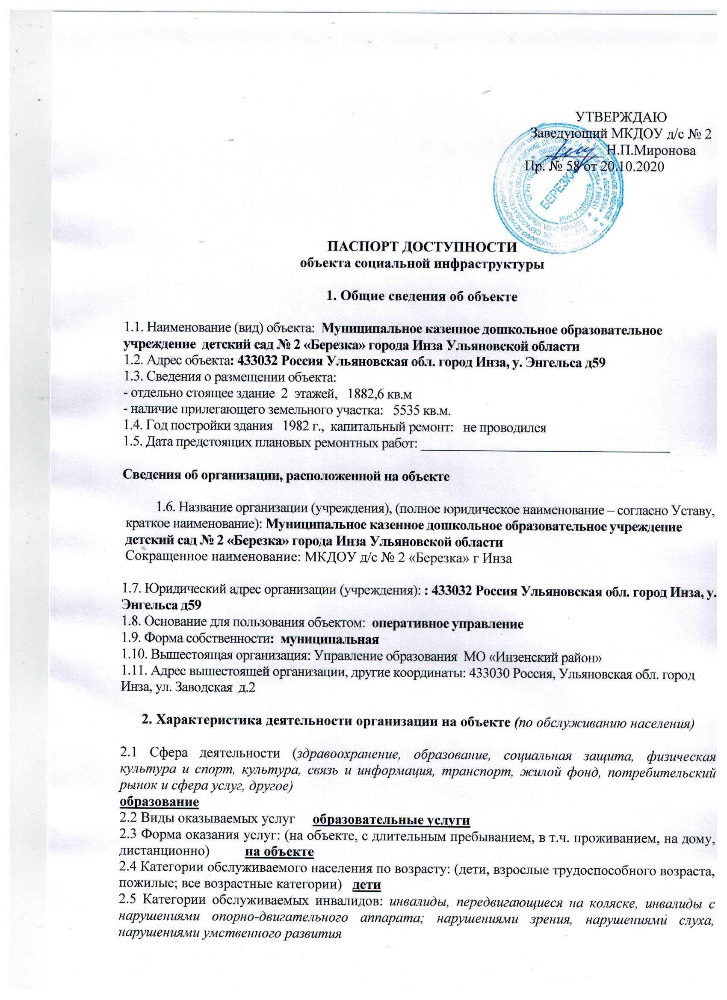 УТВЕРЖДАЮ
Заведующий МКДОУ д/с № 2
________ Н.П.Миронова
Пр. № 58 от 20.10.2020
БЕРЕЗКА
ИНН 7306004726
ПАСПОРТ ДОСТУПНОСТИ
объекта социальной инфраструктуры
1. Общие сведения об объекте
1.1. Наименование (вид) объекта: Муниципальное казенное дошкольное образовательное
учреждение детский сад № 2 «Березка» города Инза Ульяновской области
1.2. Адрес объекта: 433032 Россия Ульяновская обл. город Инза, у. Энгельса д59
1.3. Сведения о размещении объекта:
- отдельно стоящее здание 2 этажей, 1882,6 кв.м
- наличие прилегающего земельного участка: 5535 кв.м.
1.4. Год постройки здания 1982 г., капитальный ремонт: не проводился
1.5. Дата предстоящих плановых ремонтных работ: ____________________
Сведения об организации, расположенной на объекте
1.6. Название организации (учреждения), (полное юридическое наименование – согласно Уставу,
краткое наименование): Муниципальное казенное дошкольное образовательное учреждение
детский сад № 2 «Березка» города Инза Ульяновской области
Сокращенное наименование: МКДОУ д/с № 2 «Березка» г Инза
1.7. Юридический адрес организации (учреждения): : 433032 Россия Ульяновская обл. город Инза, у.
Энгельса д59
1.8. Основание для пользования объектом: оперативное управление
1.9. Форма собственности: муниципальная
1.10. Вышестоящая организация: Управление образования МО «Инзенский район»
1.11. Адрес вышестоящей организации, другие координаты: 433030 Россия, Ульяновская обл. город
Инза, ул. Заводская д.2
2. Характеристика деятельности организации на объекте (по обслуживанию населения)
2.1 Сфера деятельности (здравоохранение, образование, социальная защита, физическая
культура и спорт, культура, связь и информация, транспорт, жилой фонд, потребительский
рынок и сфера услуг, другое)
образование
2.2 Виды оказываемых услуг образовательные услуги
2.3 Форма оказания услуг: (на объекте, с длительным пребыванием, в т.ч. проживанием, на дому,
дистанционно) на объекте
2.4 Категории обслуживаемого населения по возрасту: (дети, взрослые трудоспособного возраста,
пожилые; все возрастные категории) дети
2.5 Категории обслуживаемых инвалидов: инвалиды, передвигающиеся на коляске, инвалиды с
нарушениями опорно-двигательного аппарата; нарушениями зрения, нарушениями слуха,
нарушениями умственного развития